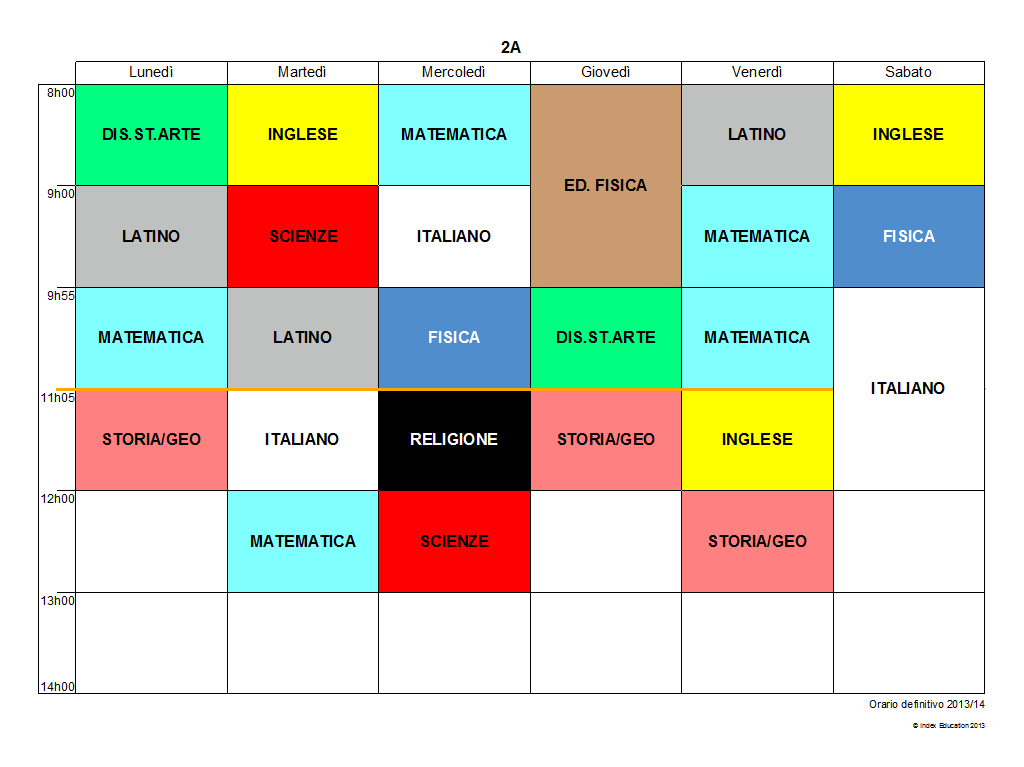 2A
Lunedì Martedì Mercoledì Giovedì Venerdì Sabato
8h00
DIS.ST.ARTE INGLESE MATEMATICA ED. FISICA LATINO INGLESE
9h00
LATINO SCIENZE ITALIANO MATEMATICA FISICA
9h55
MATEMATICA LATINO FISICA DIS.ST.ARTE MATEMATICA ITALIANO
11h05
STORIA/GEO ITALIANO RELIGIONE STORIA/GEO INGLESE
12h00
MATEMATICA SCIENZE STORIA/GEO
13h00
14h00
Orario definitivo 2013/14
© Index Education 2013